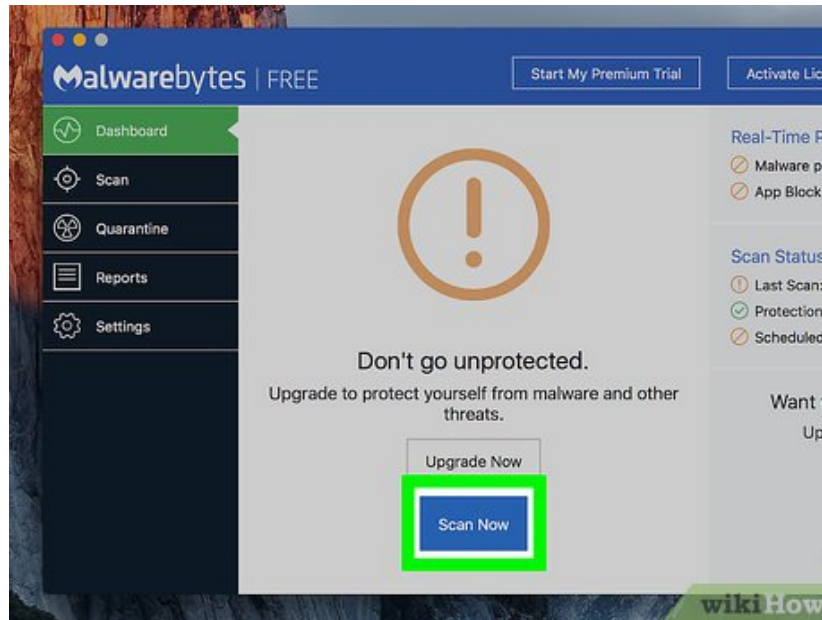 Malwarebytes | FREE
Start My Premium Trial
Activate Lic
Dashboard
Scan
Quarantine
Reports
Settings
Don't go unprotected.
Upgrade to protect yourself from malware and other
threats.
Upgrade Now
Scan Now
Real-Time P
Malware p
App Block
Scan Status
Last Scan:
Protection
Scheduled
Want
Up
wikiHow